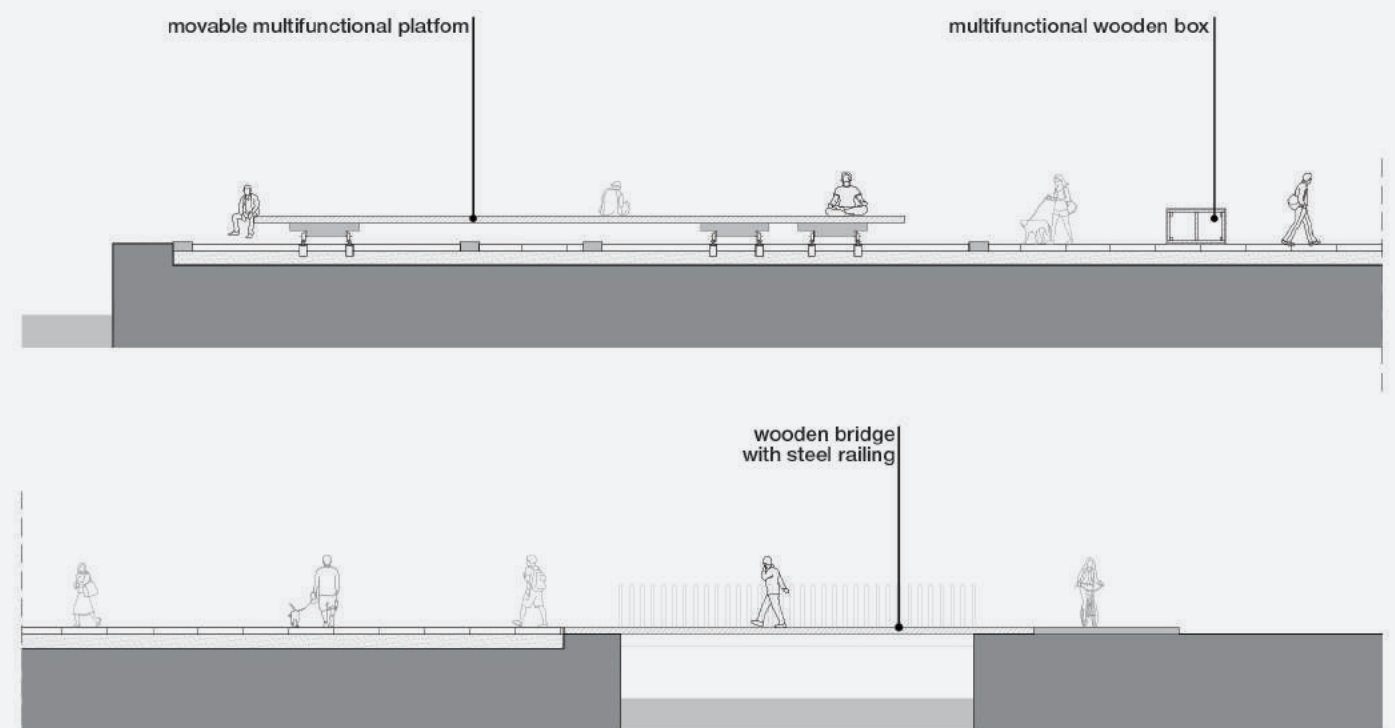 movable multifunctional platfom
multifunctional wooden box
wooden bridge
with steel railing